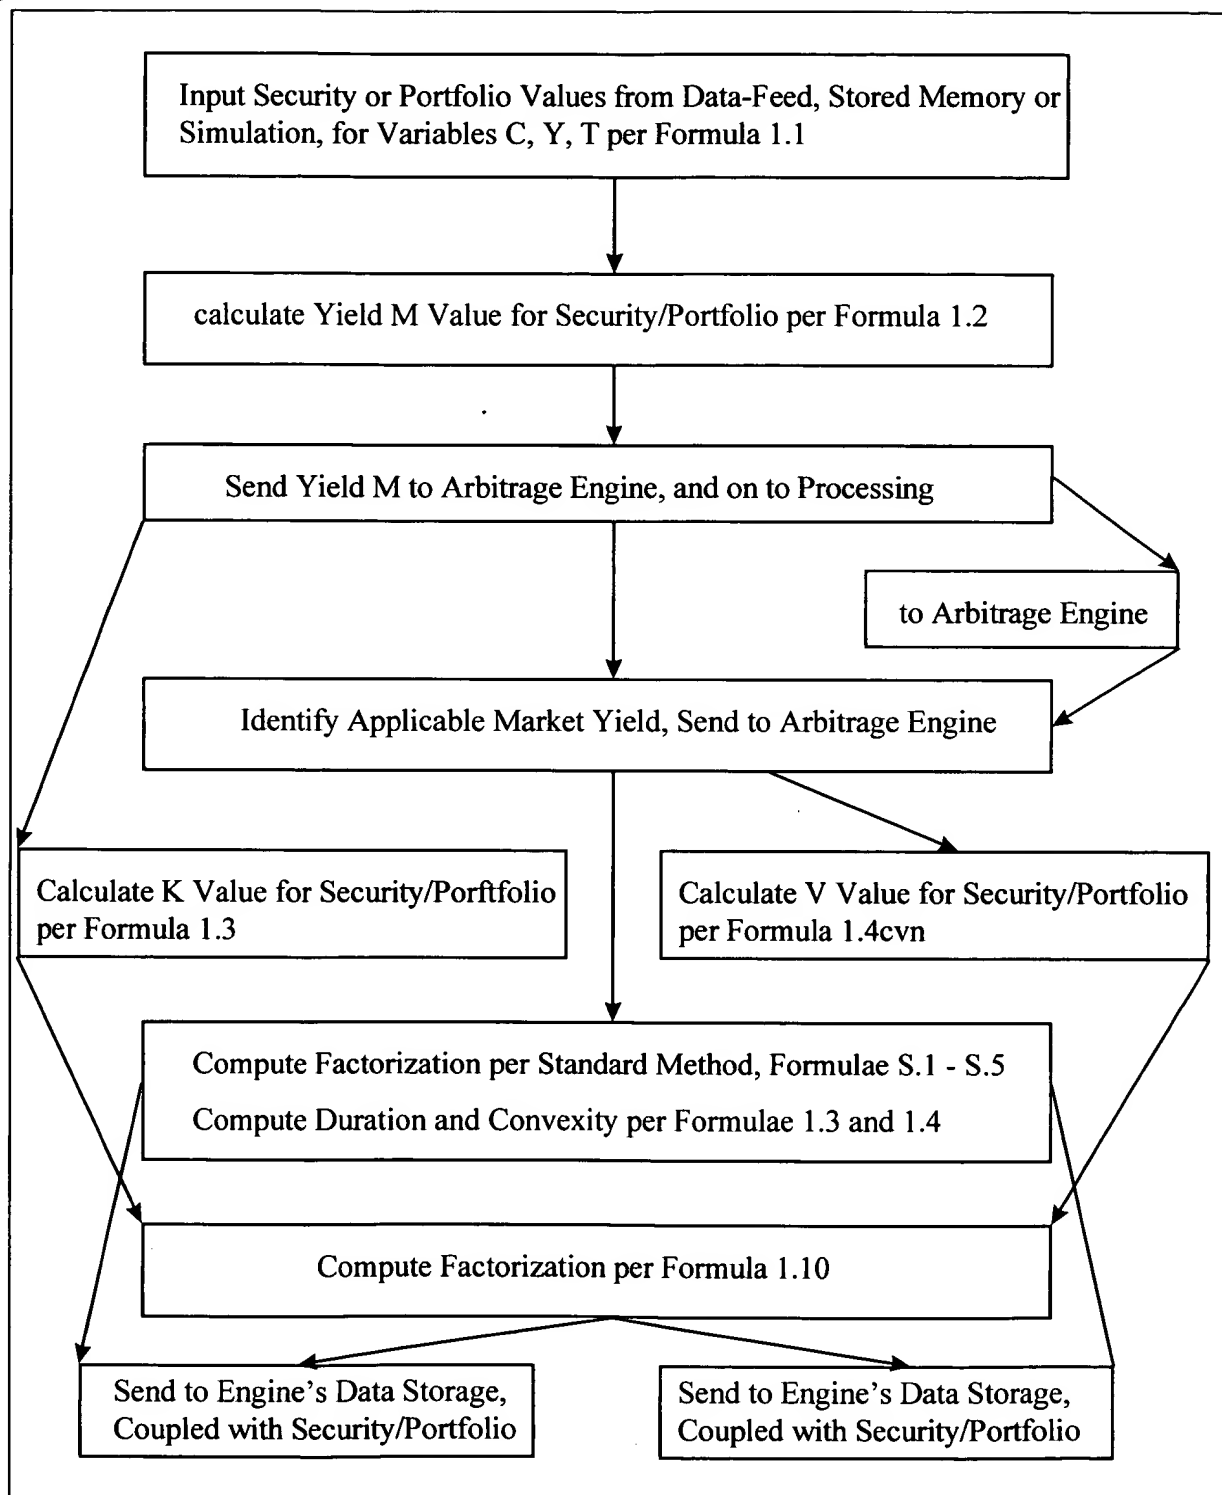 Input Security or Portfolio Values from Data-Feed, Stored Memory or
Simulation, for Variables C, Y, T per Formula 1.1
calculate Yield M Value for Security/Portfolio per Formula 1.2
Send Yield M to Arbitrage Engine, and on to Processing
to Arbitrage Engine
Identify Applicable Market Yield, Send to Arbitrage Engine
Calculate K Value for Security/Porftfolio
per Formula 1.3
Calculate V Value for Security/Portfolio
per Formula 1.4cvn
Compute Factorization per Standard Method, Formulae S.1 - S.5
Compute Duration and Convexity per Formulae 1.3 and 1.4
Compute Factorization per Formula 1.10
Send to Engine’s Data Storage,
Coupled with Security/Portfolio
Send to Engine’s Data Storage,
Coupled with Security/Portfolio